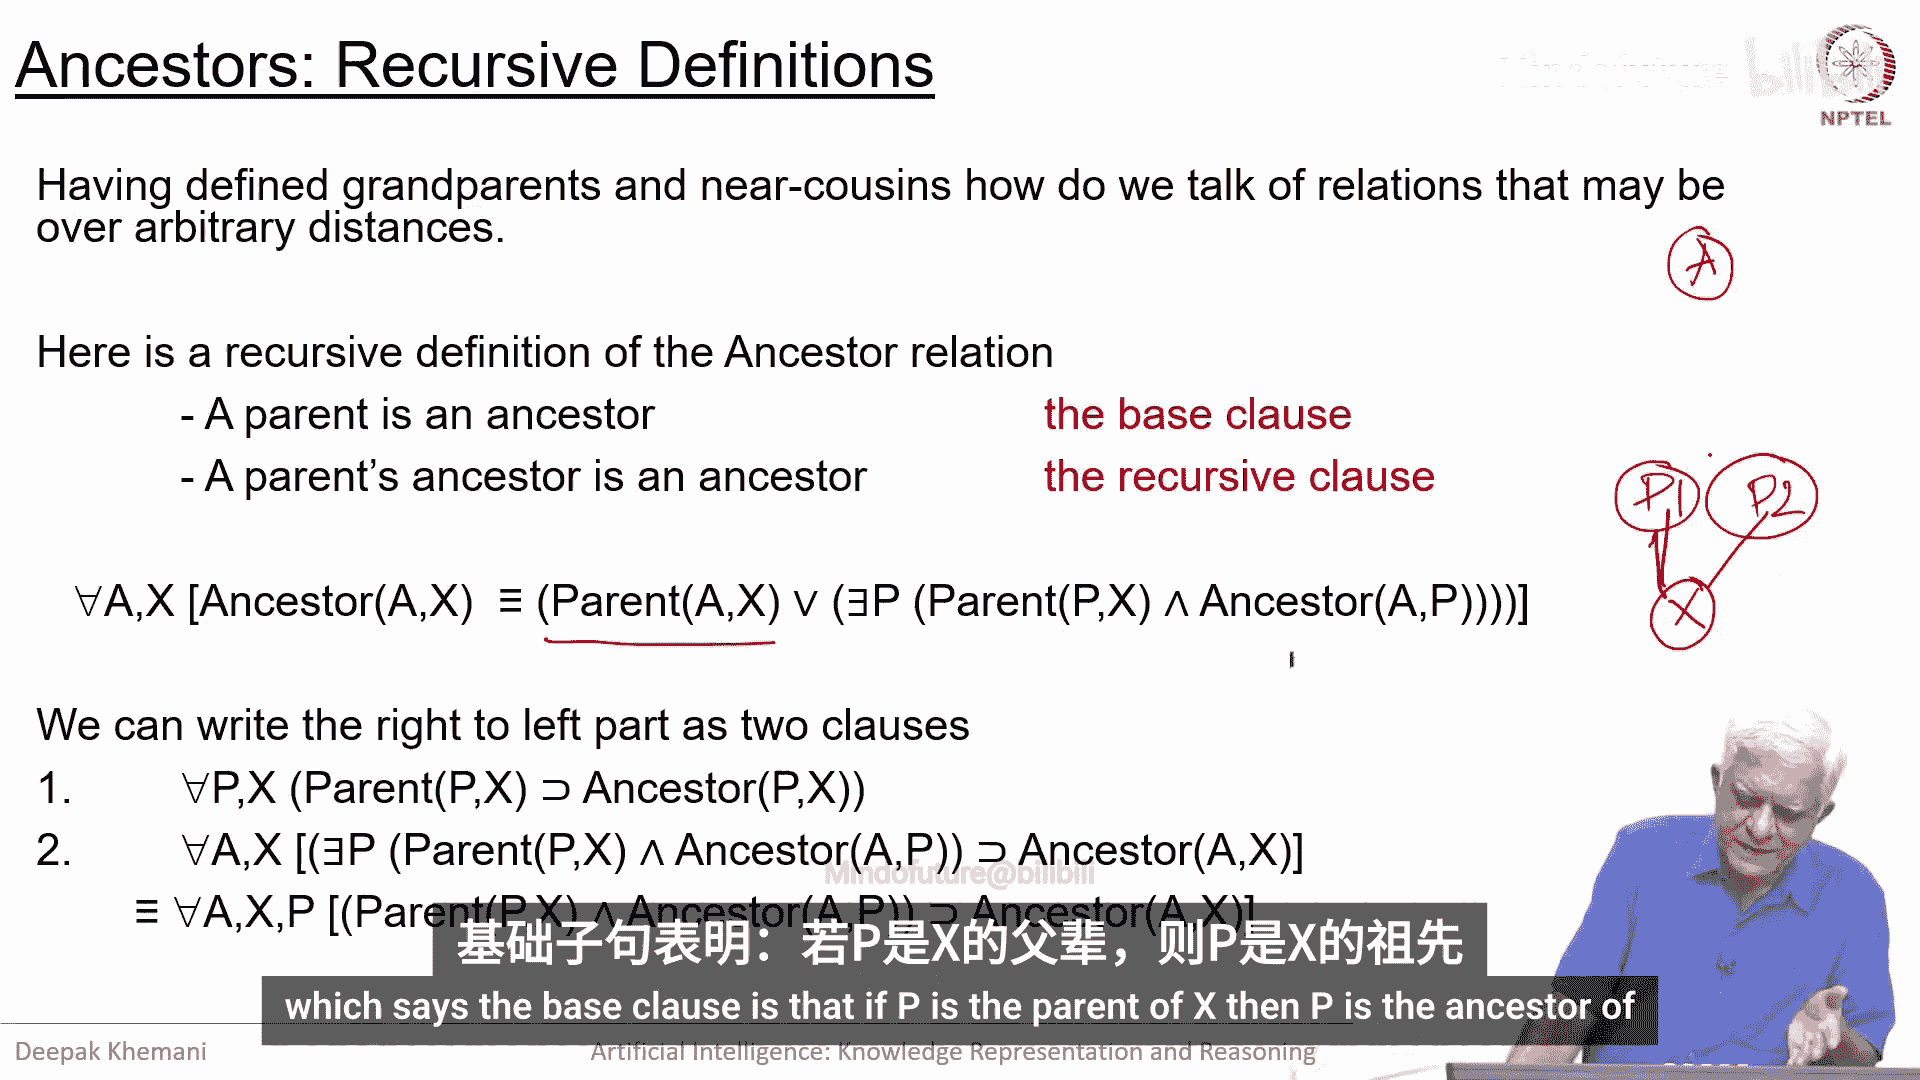 Ancestors: Recursive Definitions
NPTEL
Having defined grandparents and near-cousins how do we talk of relations that may be
over arbitrary distances.
A
Here is a recursive definition of the Ancestor relation
- A parent is an ancestor the base clause
- A parent’s ancestor is an ancestor the recursive clause
P1 P2
∀A,X [Ancestor(A,X) ≡ (Parent(A,X) ∨ (∃P (Parent(P,X) ∧ Ancestor(A,P))))]
X
We can write the right to left part as two clauses
1. ∀P,X (Parent(P,X) ⊃ Ancestor(P,X))
2. ∀A,X [(∃P (Parent(P,X) ∧ Ancestor(A,P)) ⊃ Ancestor(A,X)]
Mindofuture@bilibili
≡ ∀A,X,P [(Parent(P,X) ∧ Ancestor(A,P)) ⊃ Ancestor(A,X)]
基础子句表明：若P是X的父辈，则P是X的祖先
which says the base clause is that if P is the parent of X then P is the ancestor of
Deepak Khemani Artificial Intelligence: Knowledge Representation and Reasoning